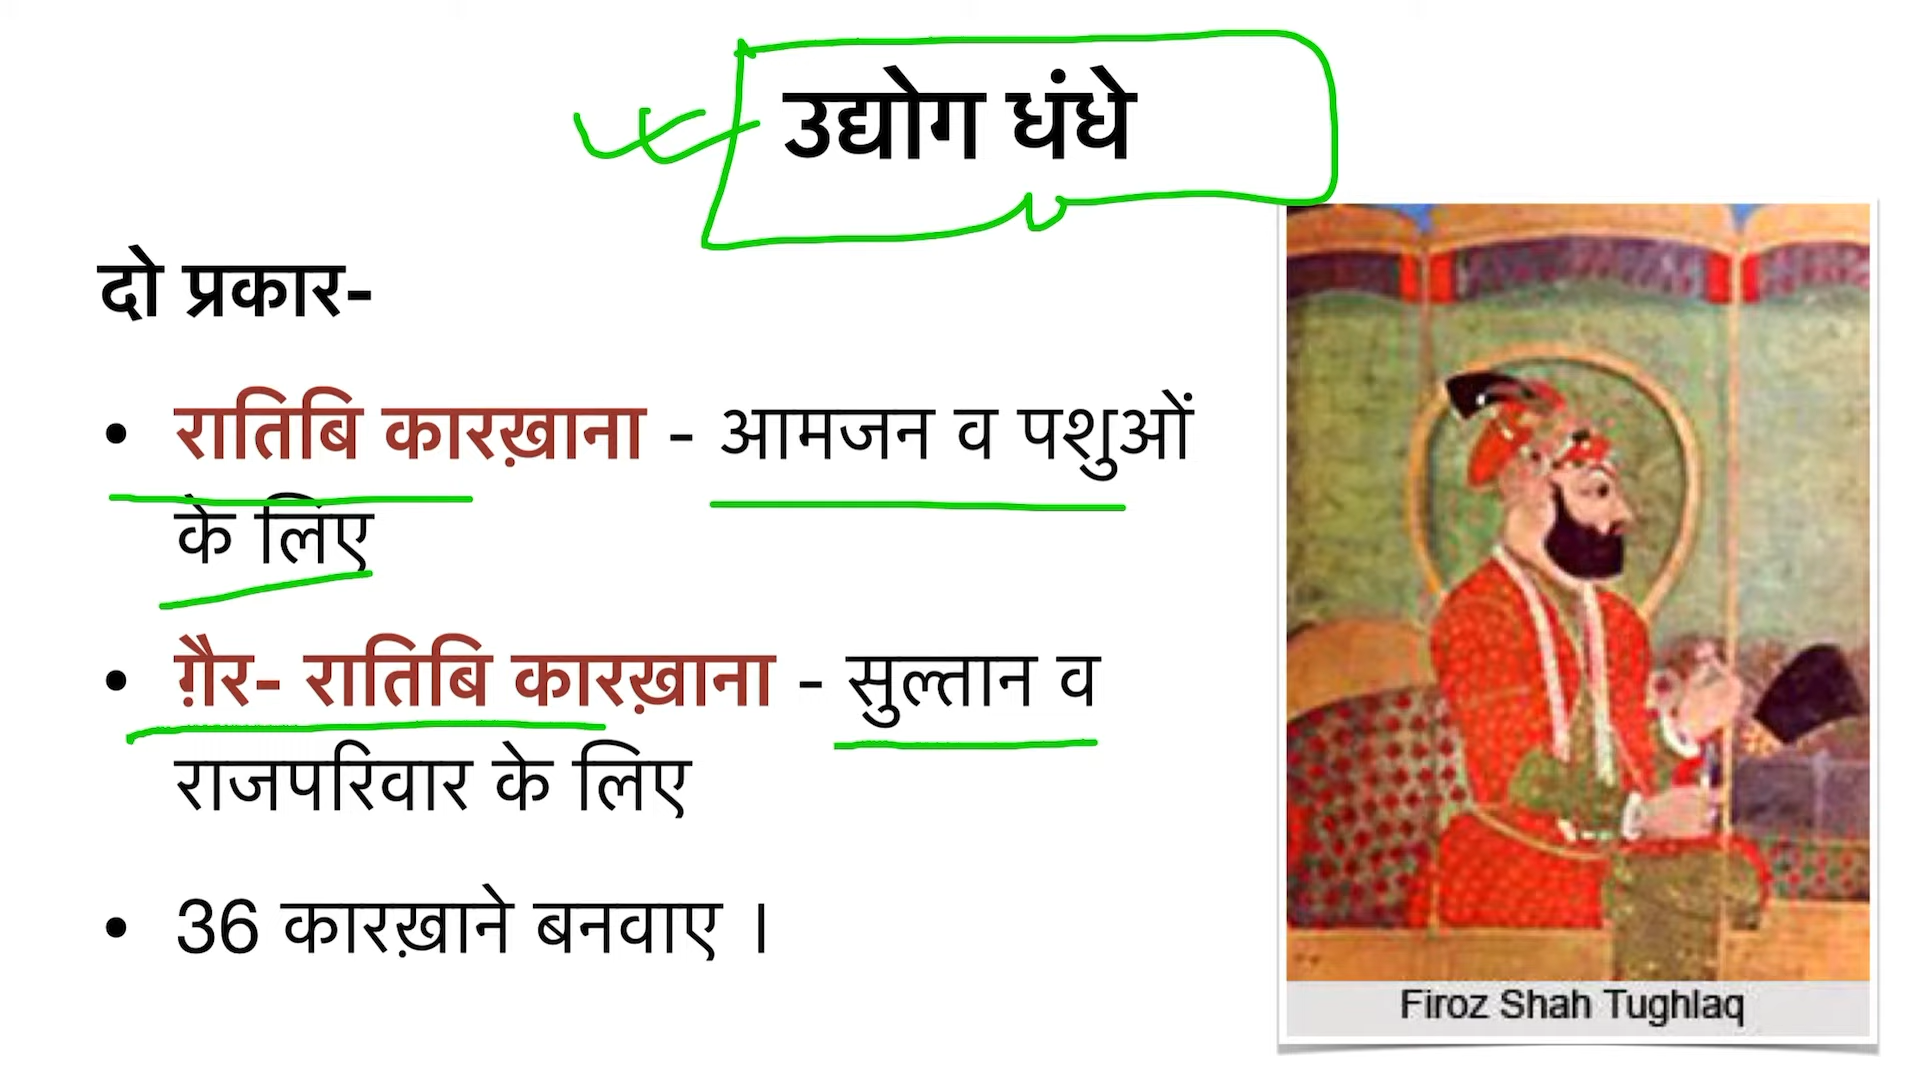 उद्योग धंधे
दो प्रकार-
• रातिबि कारख़ाना - आमजन व पशुओं
के लिए
• ग़ैर- रातिबि कारख़ाना - सुल्तान व
राजपरिवार के लिए
• 36 कारख़ाने बनवाए ।
Firoz Shah Tughlaq